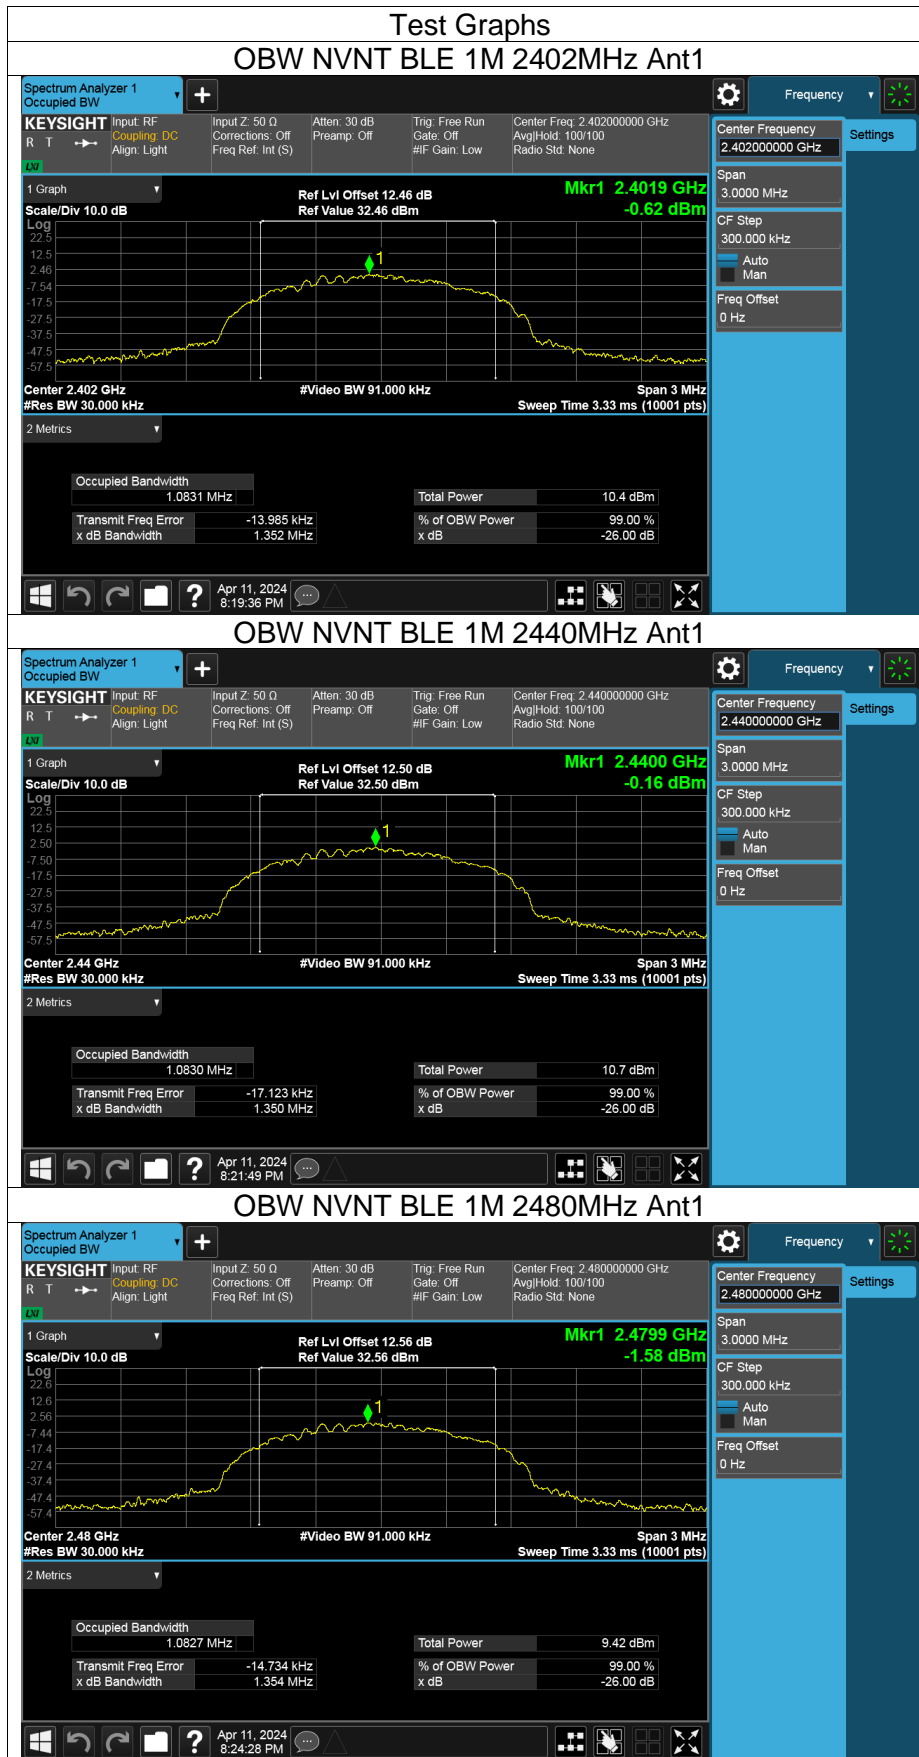 Test Graphs
OBW NVNT BLE 1M 2402MHz Ant1
Spectrum Analyzer 1
Occupied BW
+
Frequency
KEYSIGHT
R T
LXI
Input: RF
Coupling: DC
Align: Light
Input Z: 50 Ω
Corrections: Off
Freq Ref: Int (S)
Atten: 30 dB
Preamp: Off
Trig: Free Run
Gate: Off
#IF Gain: Low
Center Freq: 2.402000000 GHz
Avg|Hold: 100/100
Radio Std: None
Center Frequency
2.402000000 GHz
Settings
Span
3.0000 MHz
CF Step
300.000 kHz
Auto
Man
Freq Offset
0 Hz
1 Graph
Scale/Div 10.0 dB
Ref Lvl Offset 12.46 dB
Ref Value 32.46 dBm
Mkr1 2.4019 GHz
-0.62 dBm
Log
22.5
12.5
2.46
-7.54
-17.5
-27.5
-37.5
-47.5
-57.5
1
Center 2.402 GHz
#Res BW 30.000 kHz
#Video BW 91.000 kHz
Span 3 MHz
Sweep Time 3.33 ms (10001 pts)
2 Metrics
Occupied Bandwidth
1.0831 MHz
Transmit Freq Error -13.985 kHz
x dB Bandwidth 1.352 MHz
Total Power 10.4 dBm
% of OBW Power 99.00 %
x dB -26.00 dB
?
Apr 11, 2024
8:19:36 PM
OBW NVNT BLE 1M 2440MHz Ant1
Spectrum Analyzer 1
Occupied BW
+
Frequency
KEYSIGHT
R T
LXI
Input: RF
Coupling: DC
Align: Light
Input Z: 50 Ω
Corrections: Off
Freq Ref: Int (S)
Atten: 30 dB
Preamp: Off
Trig: Free Run
Gate: Off
#IF Gain: Low
Center Freq: 2.440000000 GHz
Avg|Hold: 100/100
Radio Std: None
Center Frequency
2.440000000 GHz
Settings
Span
3.0000 MHz
CF Step
300.000 kHz
Auto
Man
Freq Offset
0 Hz
1 Graph
Scale/Div 10.0 dB
Ref Lvl Offset 12.50 dB
Ref Value 32.50 dBm
Mkr1 2.4400 GHz
-0.16 dBm
Log
22.5
12.5
2.50
-7.50
-17.5
-27.5
-37.5
-47.5
-57.5
1
Center 2.44 GHz
#Res BW 30.000 kHz
#Video BW 91.000 kHz
Span 3 MHz
Sweep Time 3.33 ms (10001 pts)
2 Metrics
Occupied Bandwidth
1.0830 MHz
Transmit Freq Error -17.123 kHz
x dB Bandwidth 1.350 MHz
Total Power 10.7 dBm
% of OBW Power 99.00 %
x dB -26.00 dB
?
Apr 11, 2024
8:21:49 PM
OBW NVNT BLE 1M 2480MHz Ant1
Spectrum Analyzer 1
Occupied BW
+
Frequency
KEYSIGHT
R T
LXI
Input: RF
Coupling: DC
Align: Light
Input Z: 50 Ω
Corrections: Off
Freq Ref: Int (S)
Atten: 30 dB
Preamp: Off
Trig: Free Run
Gate: Off
#IF Gain: Low
Center Freq: 2.480000000 GHz
Avg|Hold: 100/100
Radio Std: None
Center Frequency
2.480000000 GHz
Settings
Span
3.0000 MHz
CF Step
300.000 kHz
Auto
Man
Freq Offset
0 Hz
1 Graph
Scale/Div 10.0 dB
Ref Lvl Offset 12.56 dB
Ref Value 32.56 dBm
Mkr1 2.4799 GHz
-1.58 dBm
Log
22.6
12.6
2.56
-7.44
-17.4
-27.4
-37.4
-47.4
-57.4
1
Center 2.48 GHz
#Res BW 30.000 kHz
#Video BW 91.000 kHz
Span 3 MHz
Sweep Time 3.33 ms (10001 pts)
2 Metrics
Occupied Bandwidth
1.0827 MHz
Transmit Freq Error -14.734 kHz
x dB Bandwidth 1.354 MHz
Total Power 9.42 dBm
% of OBW Power 99.00 %
x dB -26.00 dB
?
Apr 11, 2024
8:24:28 PM